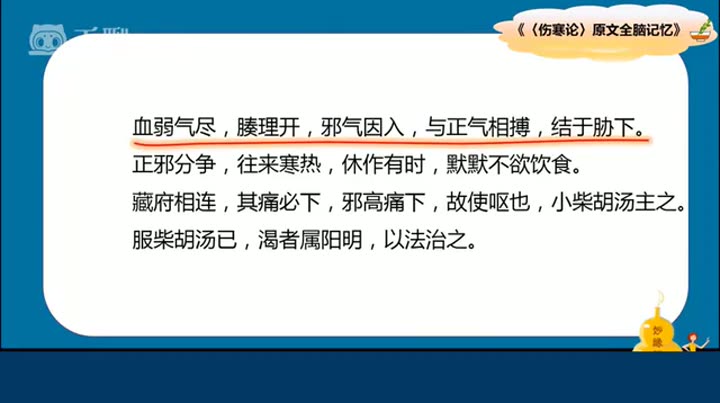 千聊
《〈伤寒论〉原文全脑记忆》
血弱气尽，腠理开，邪气因入，与正气相搏，结于胁下。
正邪分争，往来寒热，休作有时，默默不欲饮食。
藏府相连，其痛必下，邪高痛下，故使呕也，小柴胡汤主之。
服柴胡汤已，渴者属阳明，以法治之。
妙
缘